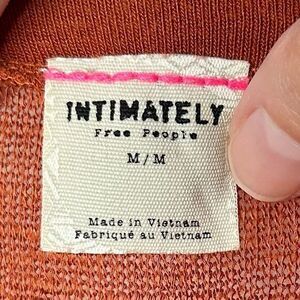 INTIMATELY
Free People
M/M
Made in Vietnam
Fabriqué au Vietnam